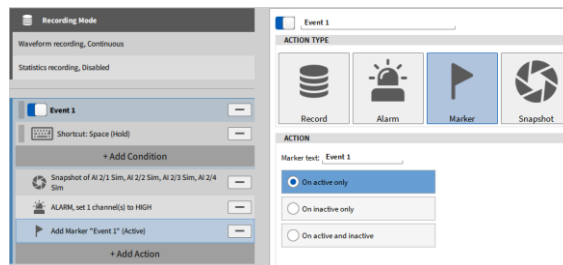 Recording Mode
Waveform recording, Continuous
Statistics recording, Disabled
Event 1
Shortcut: Space (Hold)
+ Add Condition
Snapshot of AI 2/1 Sim, AI 2/2 Sim, AI 2/3 Sim, AI 2/4
Sim
ALARM, set 1 channel(s) to HIGH
Add Marker "Event 1" (Active)
+ Add Action
Event 1
ACTION TYPE
Record
Alarm
Marker
Snapshot
ACTION
Marker text: Event 1
On active only
On inactive only
On active and inactive